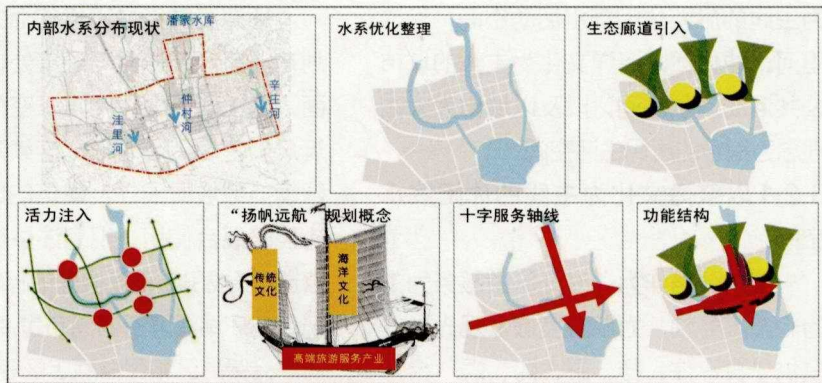 内部水系分布现状
潘家水库
辛庄河
仲村河
洼里河
水系优化整理
生态廊道引入
活力注入
“扬帆远航”规划概念
传统
文化
海洋文化
高端旅游服务产业
十字服务轴线
功能结构